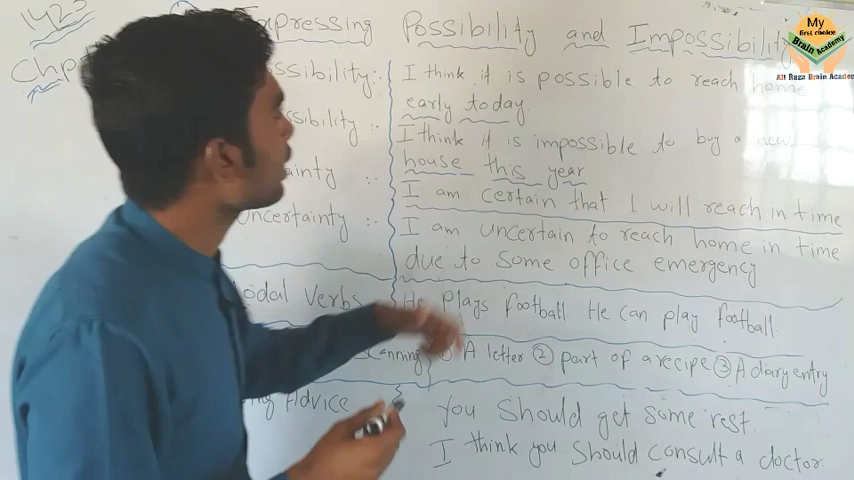 Expressing Possibility and Impossibility
ssibility:- I think it is possible to reach home
early today.
ssibility :- I think it is impossible to buy a new
house this year
ainty :- I am certain that I will reach in time
Uncertainty :- I am uncertain to reach home in time
due to some office emergency
odal Verbs He plays football He can play football.
Scanning ① A letter ② part of a recipe ③ A diary entry
ng Advice you should get some rest.
I think you should consult a doctor.
My
first choice
Brain Academy
Ali Raza Brain Acade